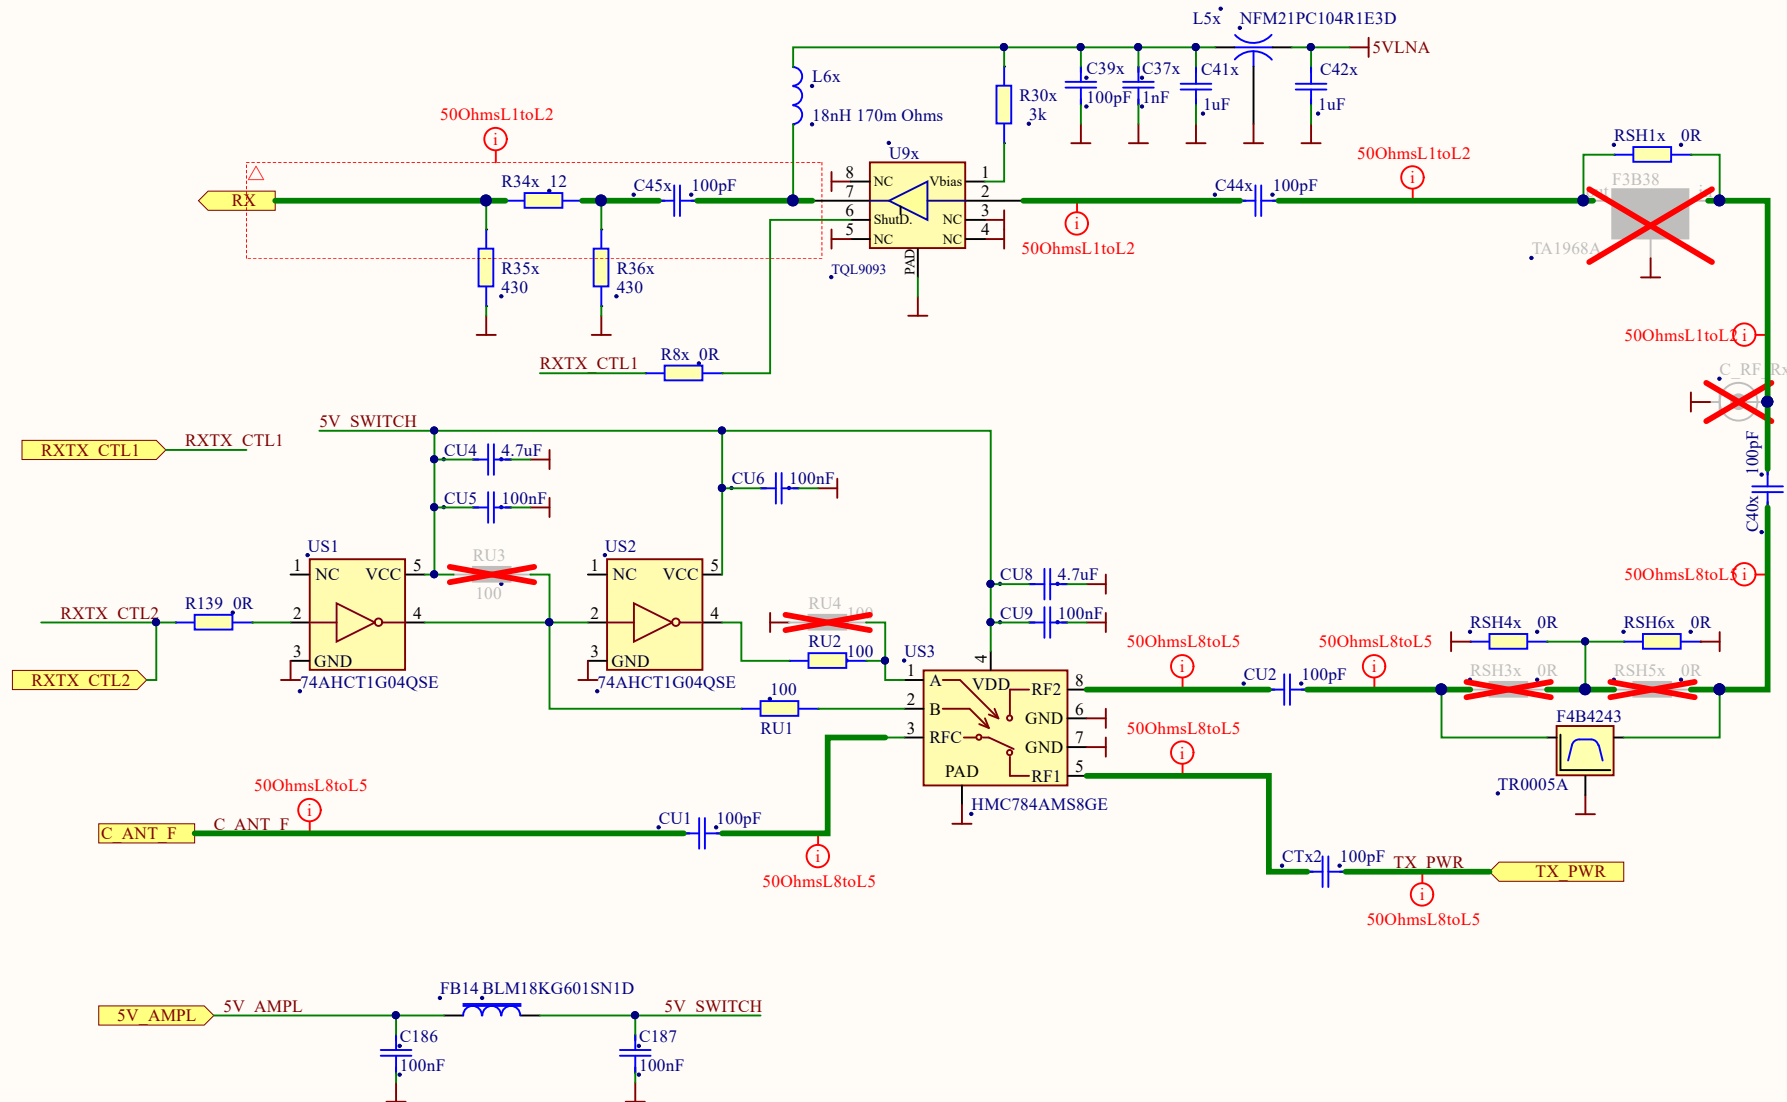 L5x NFM21PC104R1E3D
5VLNA
L6x
18nH 170m Ohms
R30x
3k
C39x
100pF
C37x
1nF
C41x
1uF
C42x
1uF
50OhmsL1toL2
i
RSH1x 0R
50OhmsL1toL2
i
U9x
RX
R34x 12
C45x 100pF
8 NC
7
6 ShutD.
5 NC
Vbias 1
2
NC 3
NC 4
PAD
TQL9093
C44x 100pF
i
50OhmsL1toL2
F3B38
TA1968A
R35x
430
R36x
430
RXTX_CTL1
R8x 0R
50OhmsL1toL2
i
C_RF_Rx
100pF
C40x
50OhmsL8toL5
i
RXTX_CTL1
RXTX_CTL1
5V_SWITCH
CU4 4.7uF
CU5 100nF
CU6 100nF
US1
1 NC VCC 5
2 4
3 GND
74AHCT1G04QSE
RU3
100
US2
1 NC VCC 5
2 4
3 GND
74AHCT1G04QSE
RXTX_CTL2
R139 0R
RXTX_CTL2
RU4 100
RU2 100
100
RU1
CU8 4.7uF
CU9 100nF
US3
4
1 A VDD RF2 8
2 B GND 6
3 RFC GND 7
PAD RF1 5
HMC784AMS8GE
50OhmsL8toL5
i
CU2 100pF
50OhmsL8toL5
i
RSH4x 0R
RSH6x 0R
RSH3x 0R
RSH5x 0R
F4B4243
TR0005A
50OhmsL8toL5
i
50OhmsL8toL5
i
C_ANT_F
C_ANT_F
CU1 100pF
i
50OhmsL8toL5
CTx2 100pF
TX_PWR
TX_PWR
i
50OhmsL8toL5
5V_AMPL
5V_AMPL
FB14 BLM18KG601SN1D
5V_SWITCH
C186
100nF
C187
100nF